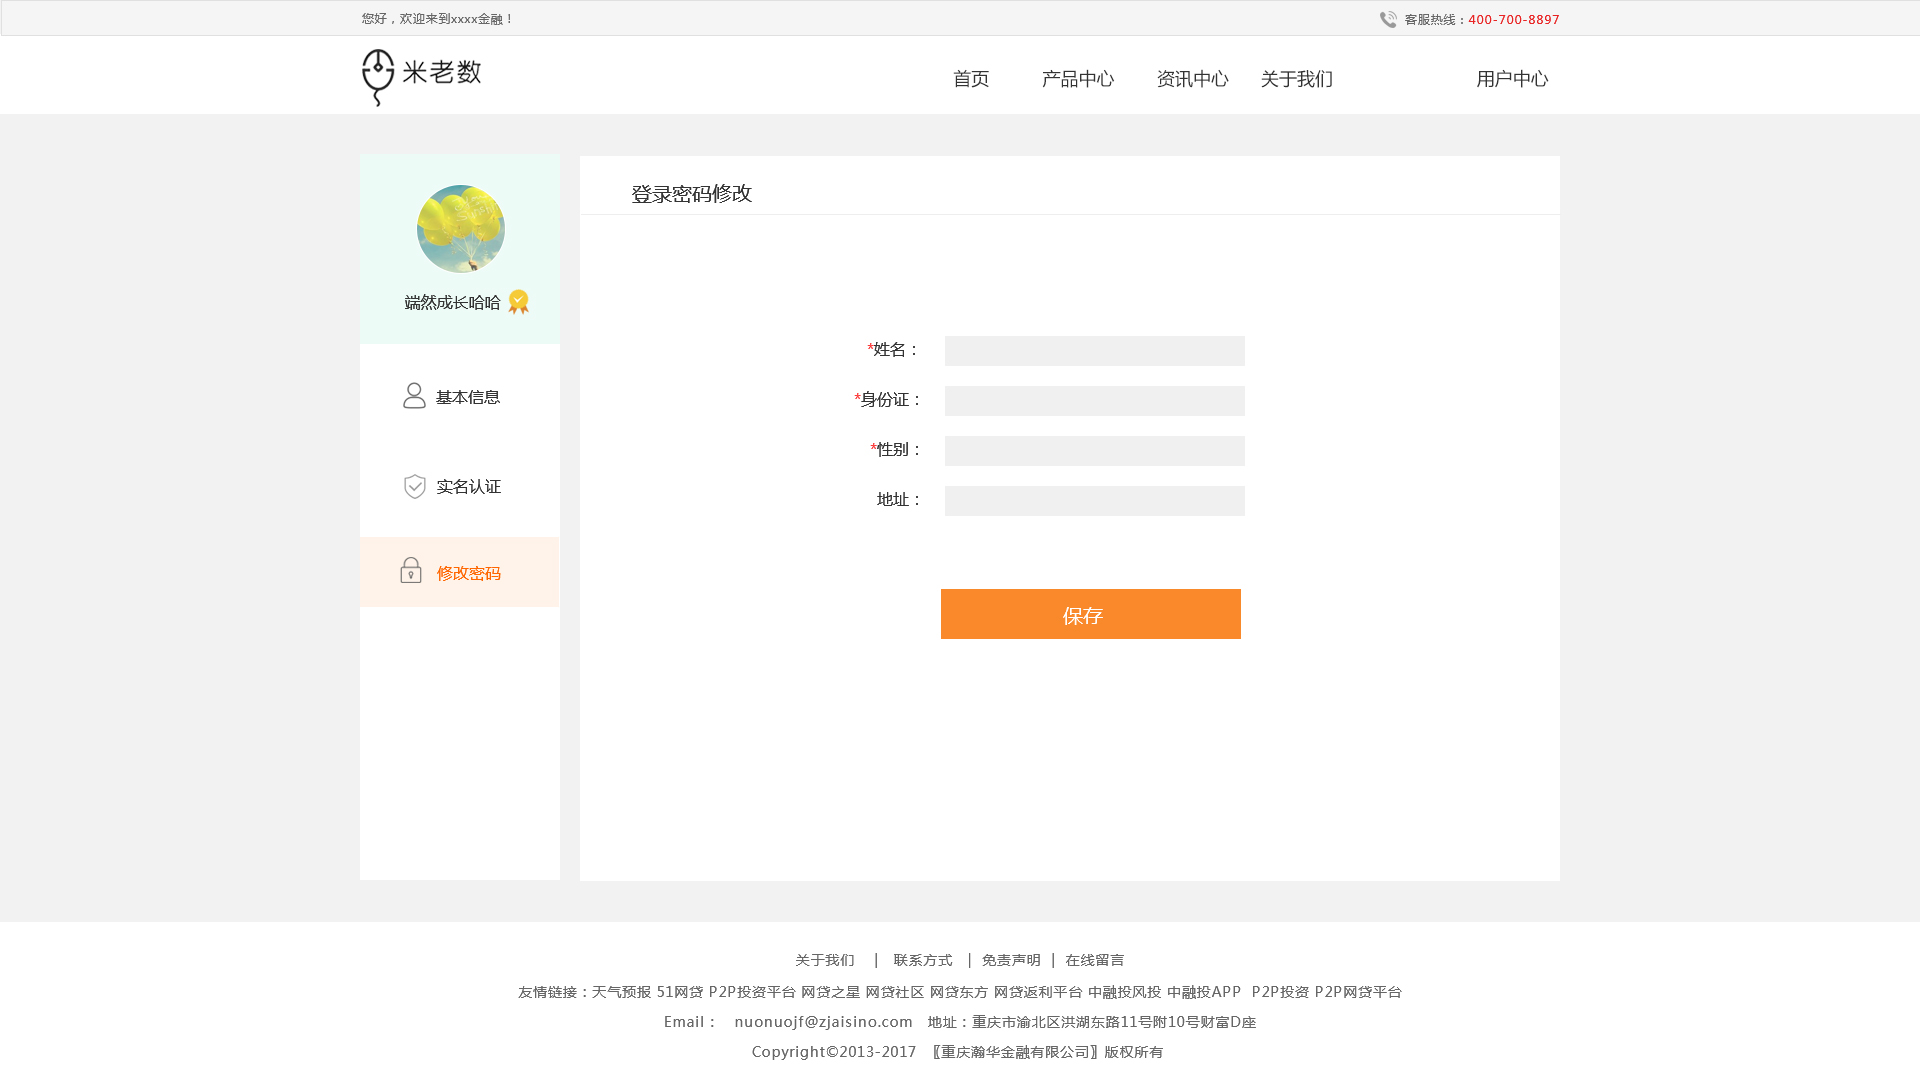 您好，欢迎来到xxxx金融！
客服热线：400-700-8897
米老数
首页 产品中心 资讯中心 关于我们 用户中心
登录密码修改
端然成长哈哈
基本信息
实名认证
修改密码
*姓名：
*身份证：
*性别：
地址：
保存
关于我们 | 联系方式 | 免责声明 | 在线留言
友情链接：天气预报 51网贷 P2P投资平台 网贷之星 网贷社区 网贷东方 网贷返利平台 中融投风投 中融投APP P2P投资 P2P网贷平台
Email： nuonuojf@zjaisino.com 地址：重庆市渝北区洪湖东路11号附10号财富D座
Copyright©2013-2017 〖重庆瀚华金融有限公司〗版权所有